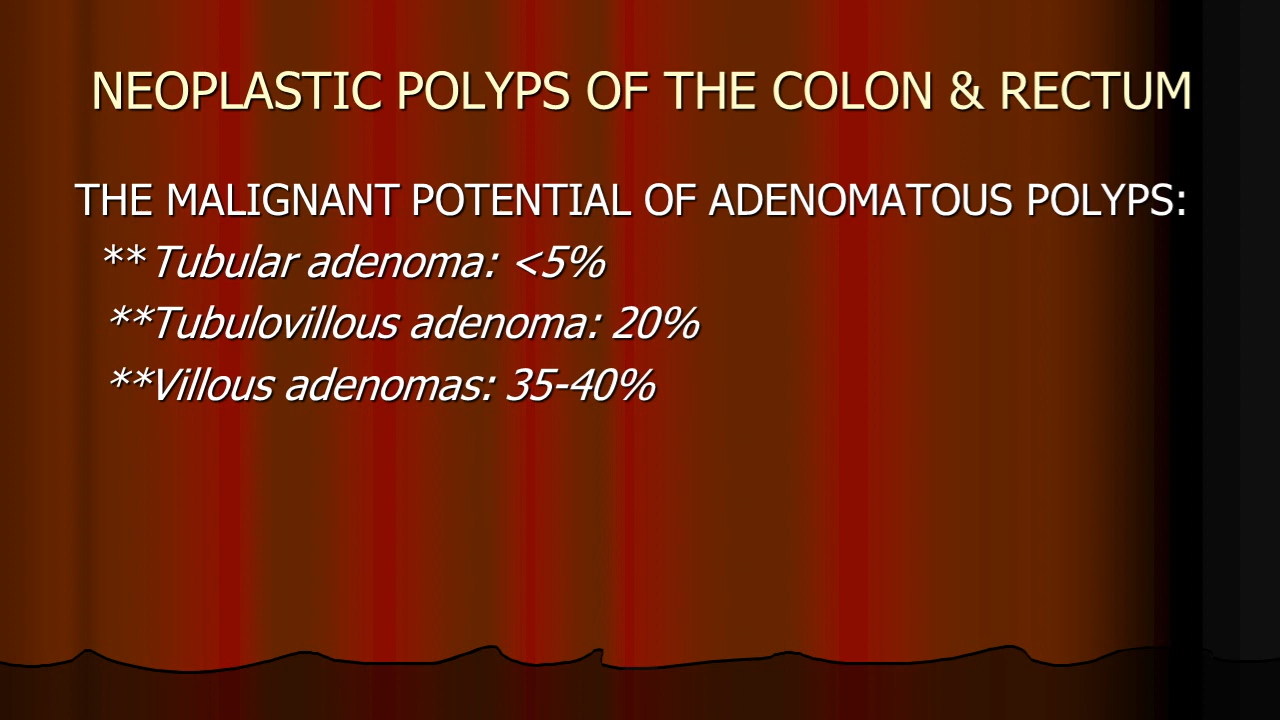 NEOPLASTIC POLYPS OF THE COLON & RECTUM
THE MALIGNANT POTENTIAL OF ADENOMATOUS POLYPS:
** Tubular adenoma: <5%
**Tubulovillous adenoma: 20%
**Villous adenomas: 35-40%